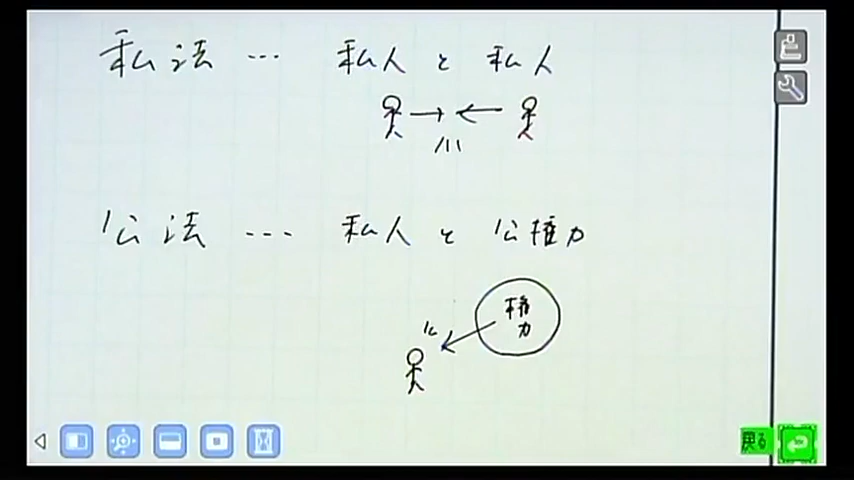 私法 … 私人 と 私人
公法 … 私人 と 公権力
権
力
戻る